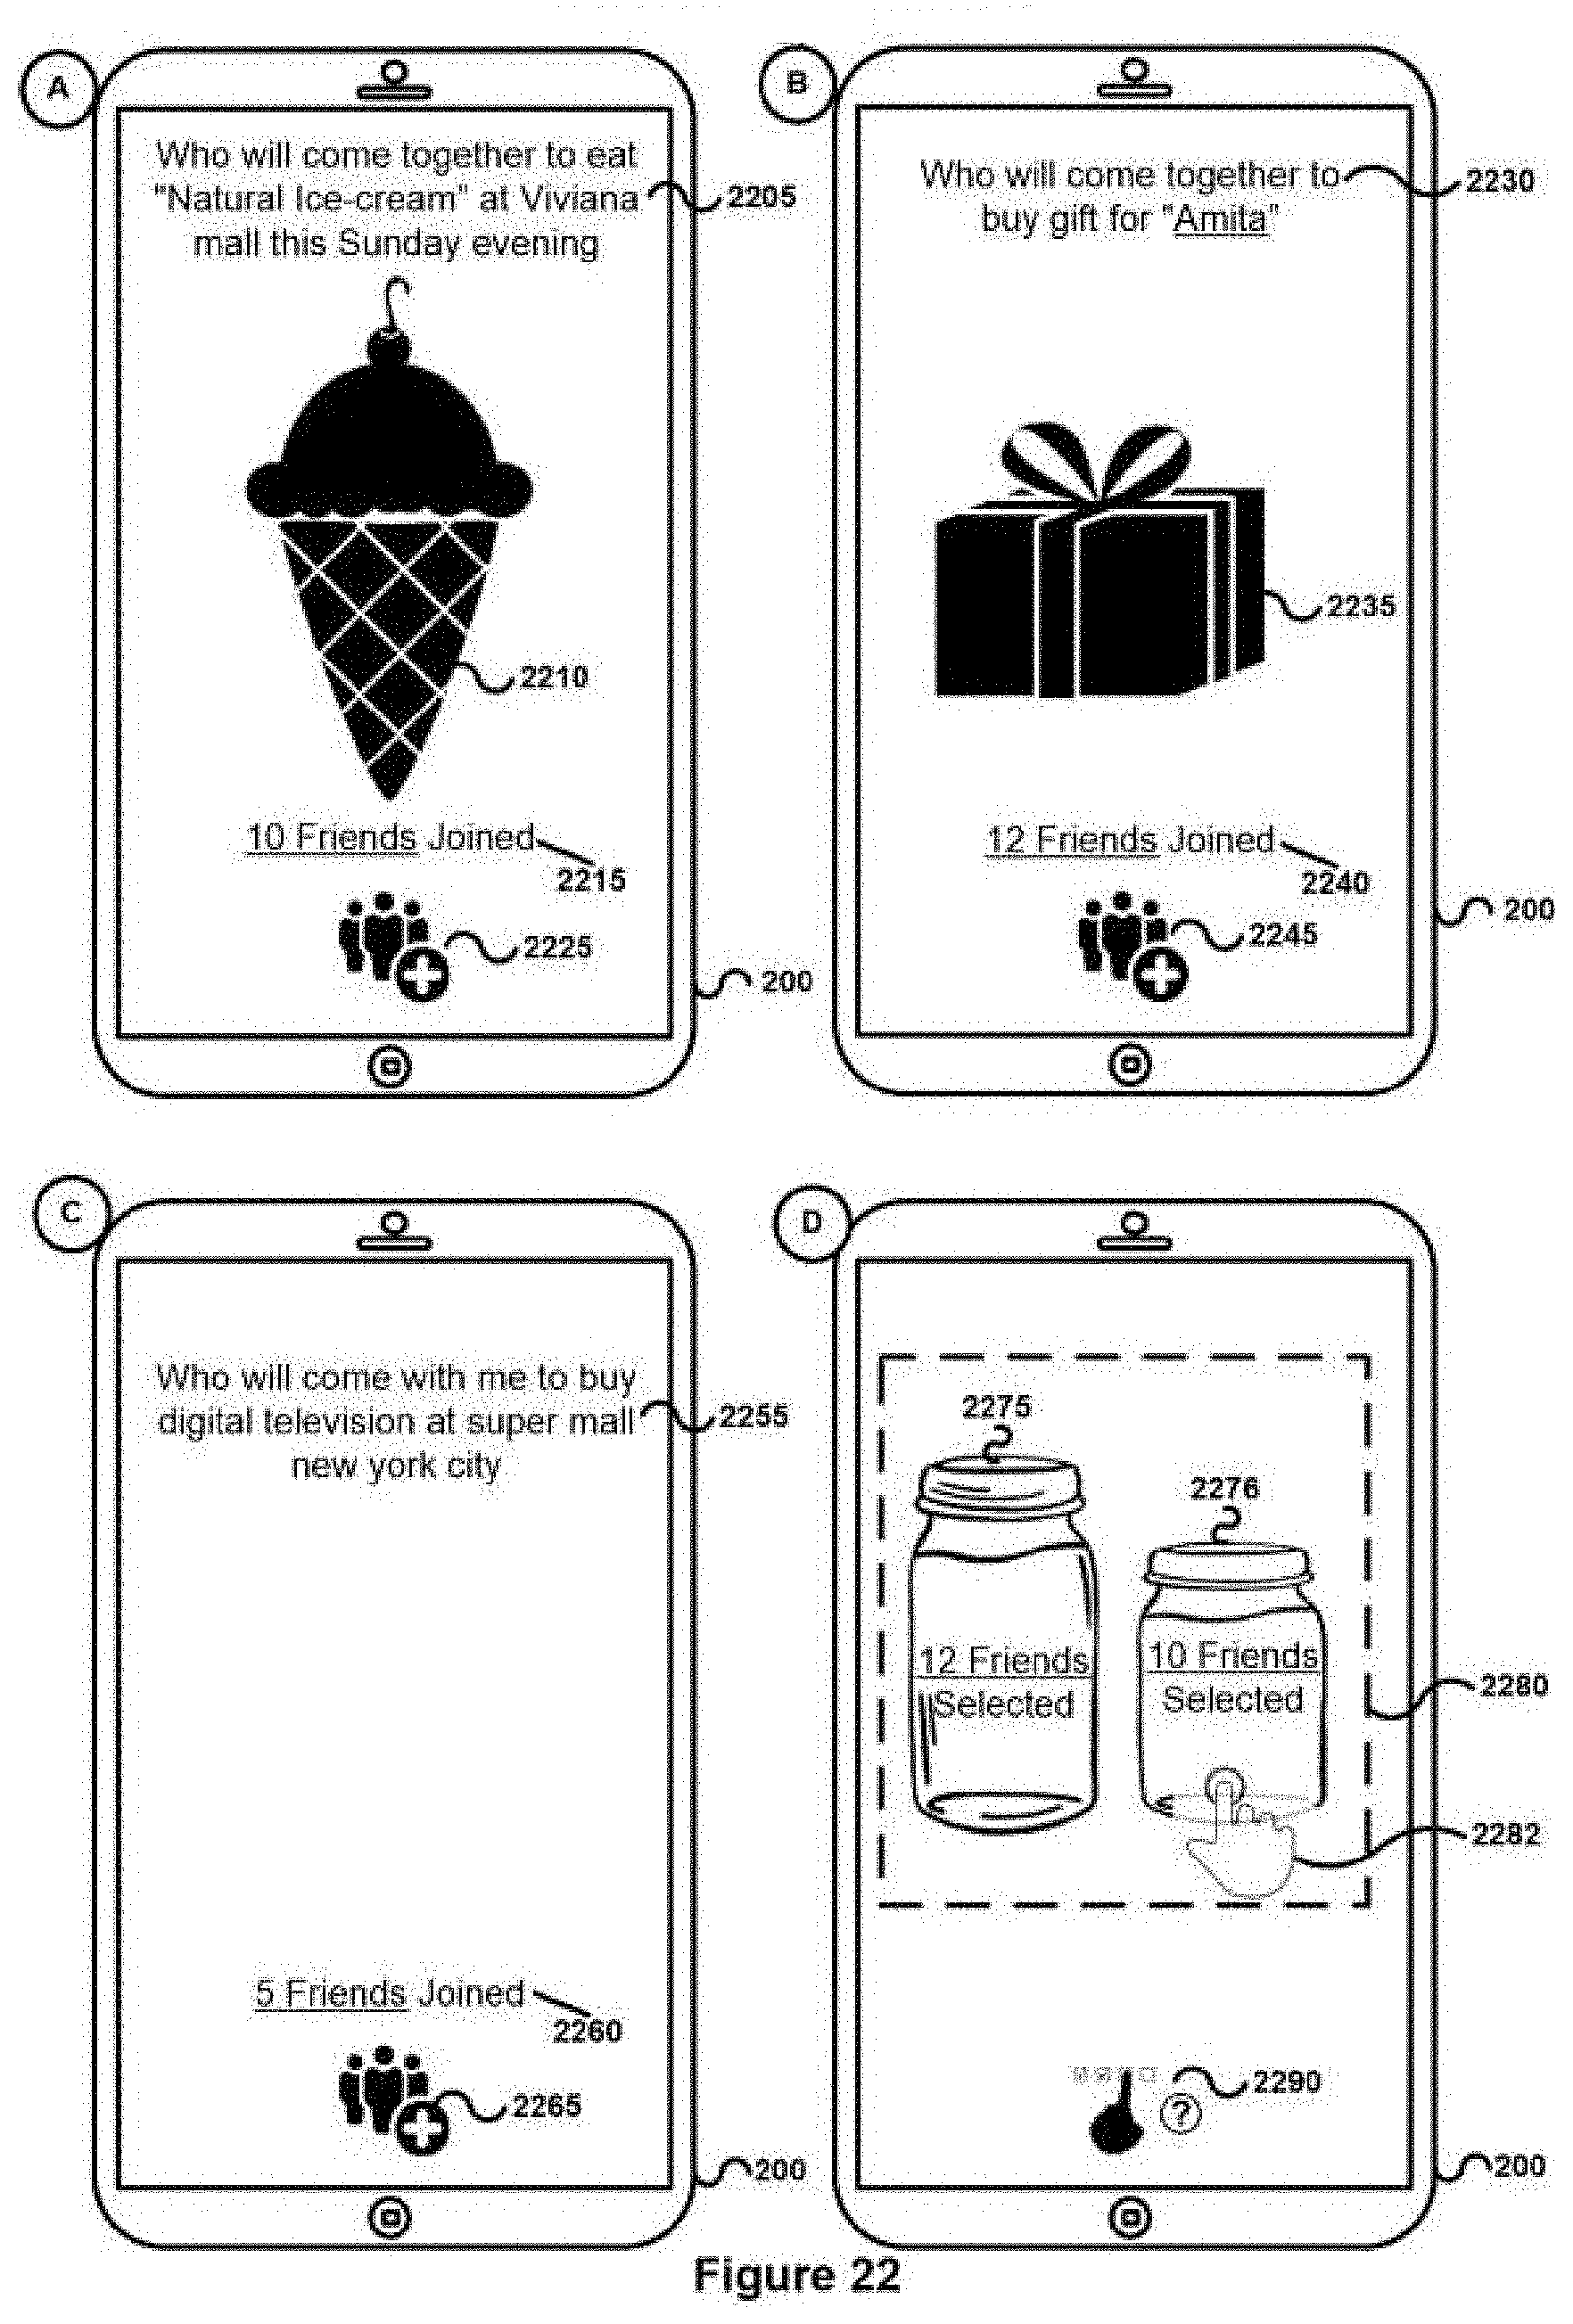 A
Who will come together to eat
"Natural Ice-cream" at Viviana
mall this Sunday evening
2205
2210
10 Friends Joined
2215
2225
200
B
Who will come together to
buy gift for "Amita"
2230
2235
12 Friends Joined
2240
2245
200
C
Who will come with me to buy
digital television at super mall
new york city
2255
5 Friends Joined
2260
2265
200
D
2275
2276
12 Friends
Selected
10 Friends
Selected
2280
2282
2290
?
200
Figure 22